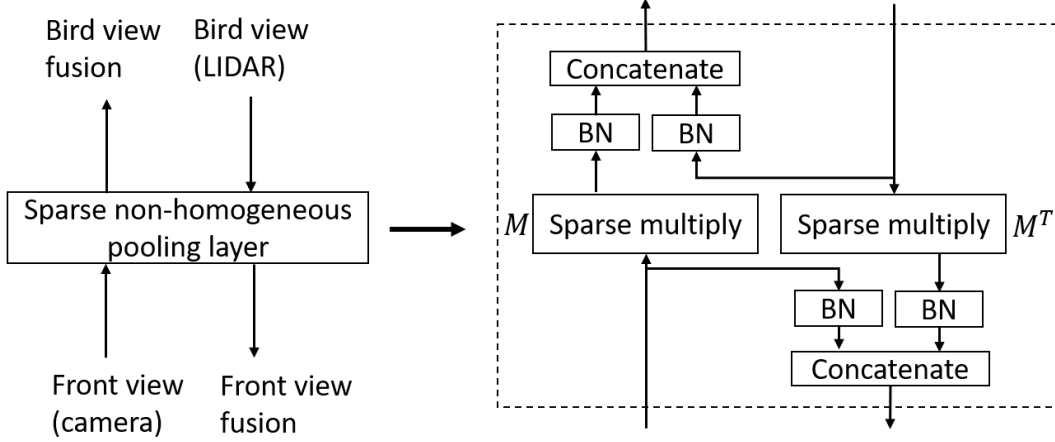 Bird view
fusion
Bird view
(LIDAR)
Sparse non-homogeneous
pooling layer
Front view
(camera)
Front view
fusion
Concatenate
BN
BN
M
Sparse multiply
Sparse multiply
M^T
BN
BN
Concatenate